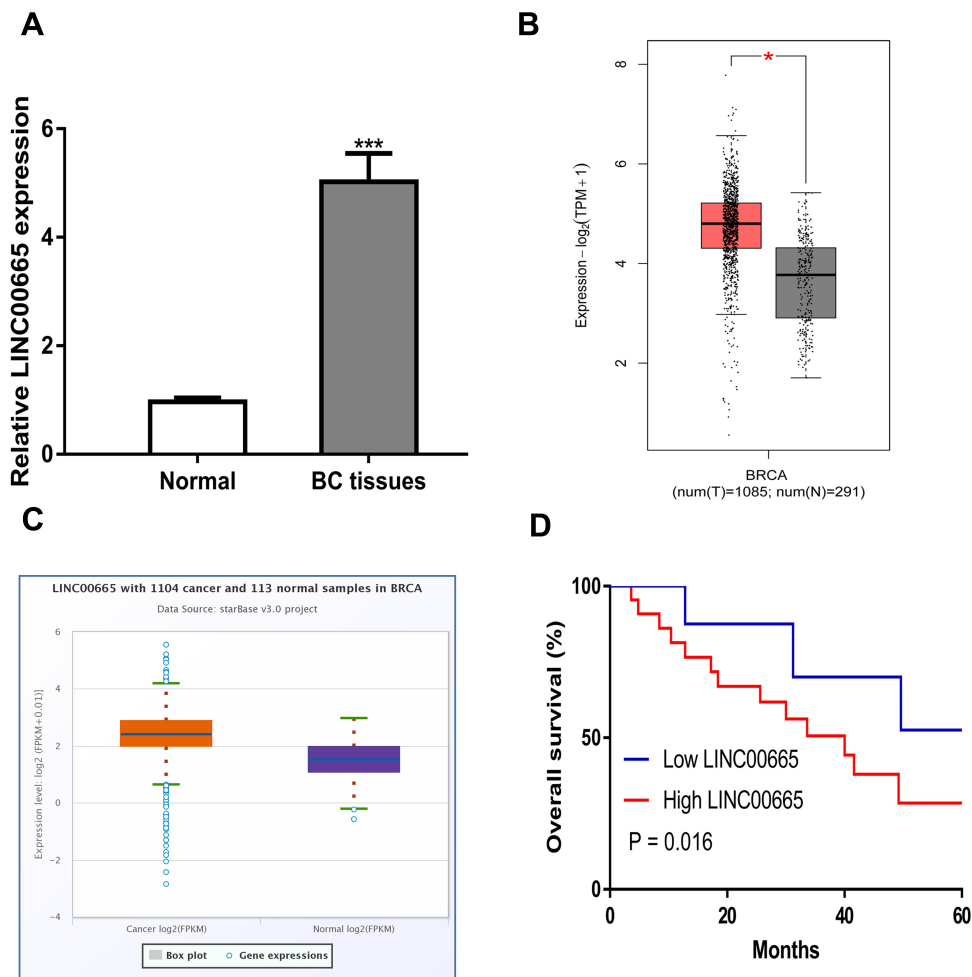 A
Relative LINC00665 expression
6
4
2
0
***
Normal
BC tissues
B
Expression – log2(TPM + 1)
8
6
4
2
*
BRCA
(num(T)=1085; num(N)=291)
C
LINC00665 with 1104 cancer and 113 normal samples in BRCA
Data Source: starBase v3.0 project
Expression level: log2 (FPKM+0.01)]
6
4
2
0
−2
−4
Cancer log2(FPKM)
Normal log2(FPKM)
Box plot
Gene expressions
D
Overall survival (%)
100
50
0
Low LINC00665
High LINC00665
P = 0.016
0
20
40
60
Months